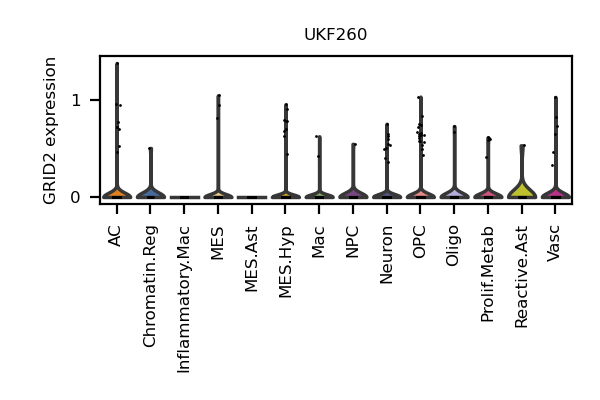 UKF260
GRID2 expression
1
0
AC
Chromatin.Reg
Inflammatory.Mac
MES
MES.Ast
MES.Hyp
Mac
NPC
Neuron
OPC
Oligo
Prolif.Metab
Reactive.Ast
Vasc